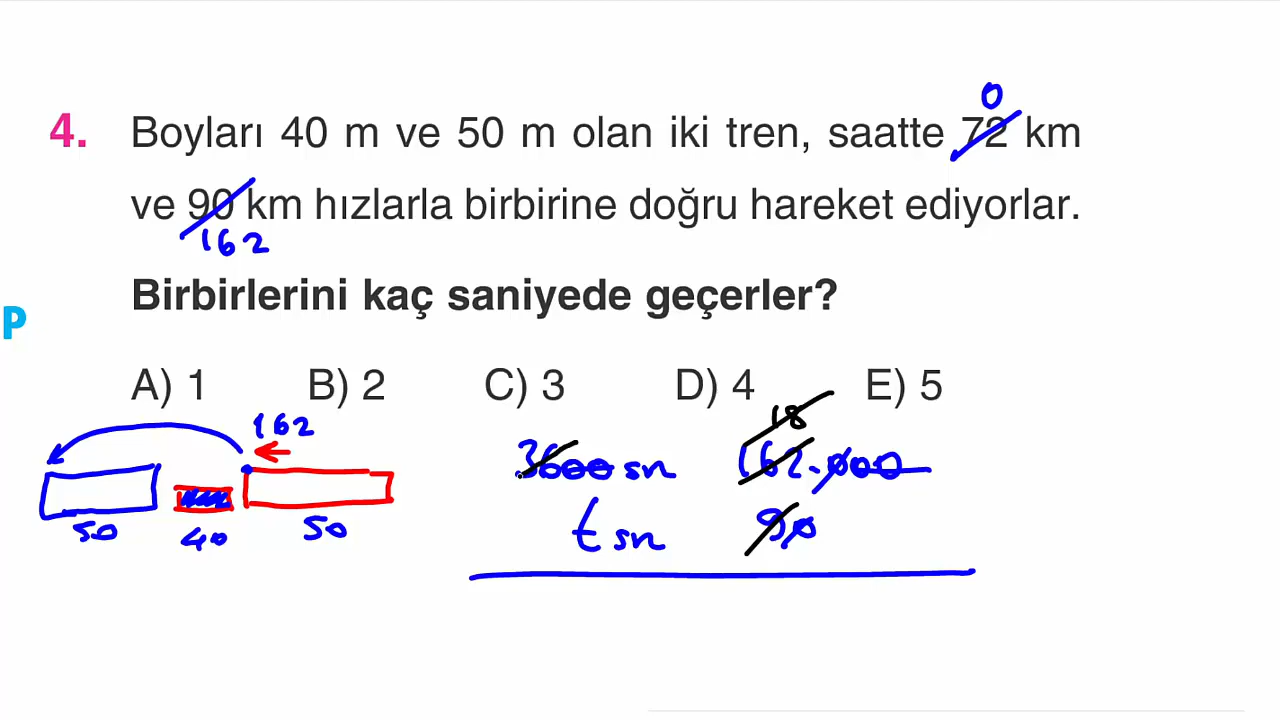 0
4. Boyları 40 m ve 50 m olan iki tren, saatte 72 km
ve 90 km hızlarla birbirine doğru hareket ediyorlar.
162
Birbirlerini kaç saniyede geçerler?
P
A) 1 B) 2 C) 3 D) 4 E) 5
162
18
3600 sn 162.000
t sn 90
50 40 50